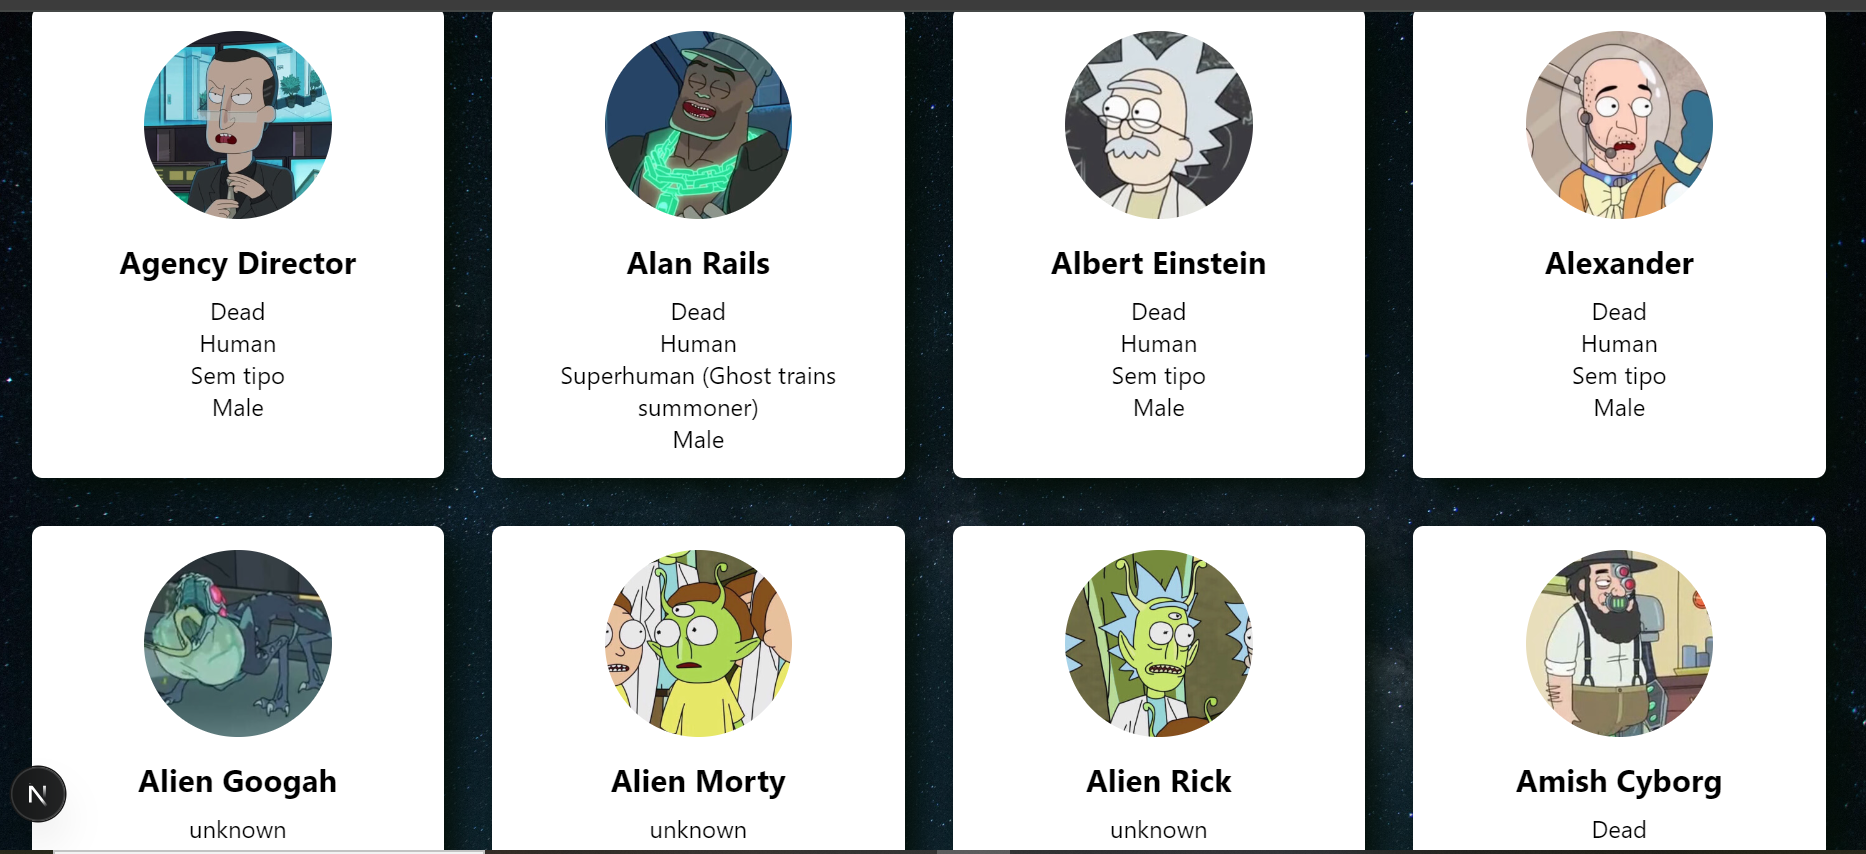 Agency Director
Dead
Human
Sem tipo
Male
Alan Rails
Dead
Human
Superhuman (Ghost trains
summoner)
Male
Albert Einstein
Dead
Human
Sem tipo
Male
Alexander
Dead
Human
Sem tipo
Male
Alien Googah
unknown
Alien Morty
unknown
Alien Rick
unknown
Amish Cyborg
Dead
N